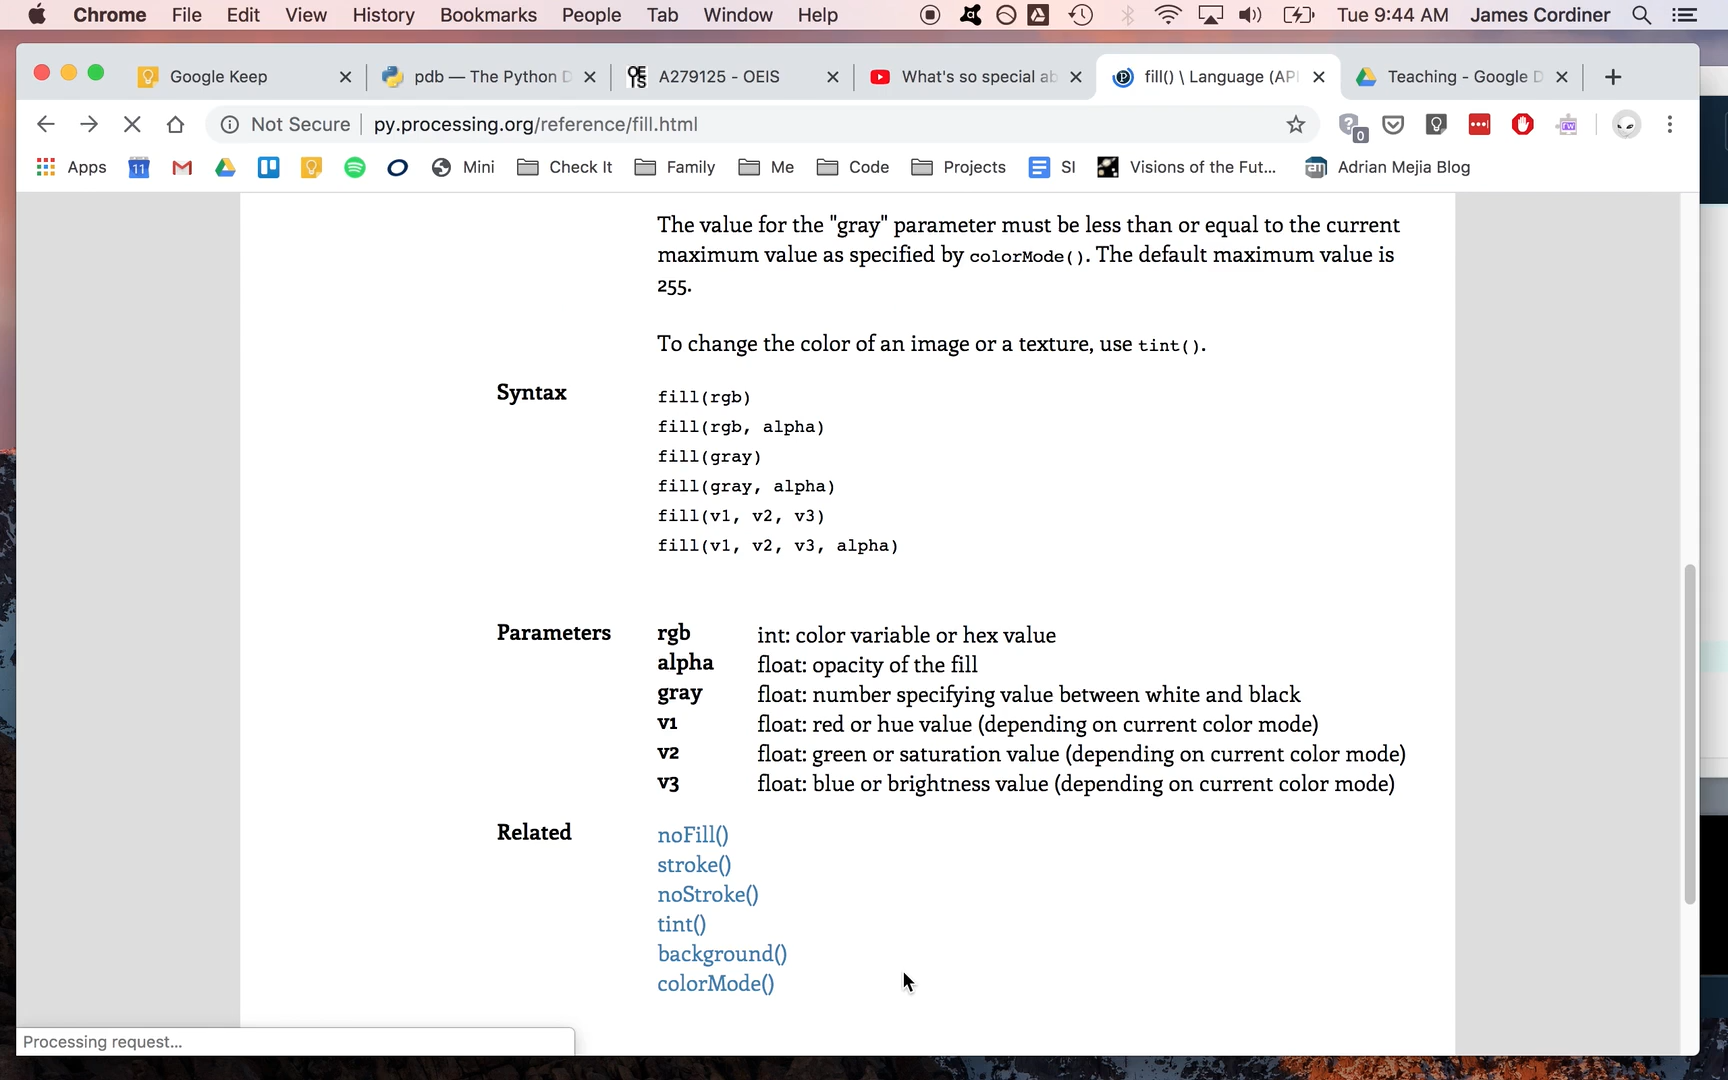 Chrome File Edit View History Bookmarks People Tab Window Help Tue 9:44 AM James Cordiner
Google Keep pdb — The Python D A279125 - OEIS What's so special ab fill() \ Language (API Teaching - Google D
Not Secure py.processing.org/reference/fill.html 0
Apps 11 Mini Check It Family Me Code Projects SI Visions of the Fut... Adrian Mejia Blog
The value for the "gray" parameter must be less than or equal to the current
maximum value as specified by colorMode(). The default maximum value is
255.
To change the color of an image or a texture, use tint().
Syntax
fill(rgb)
fill(rgb, alpha)
fill(gray)
fill(gray, alpha)
fill(v1, v2, v3)
fill(v1, v2, v3, alpha)
Parameters
rgb int: color variable or hex value
alpha float: opacity of the fill
gray float: number specifying value between white and black
v1 float: red or hue value (depending on current color mode)
v2 float: green or saturation value (depending on current color mode)
v3 float: blue or brightness value (depending on current color mode)
Related
noFill()
stroke()
noStroke()
tint()
background()
colorMode()
Processing request...